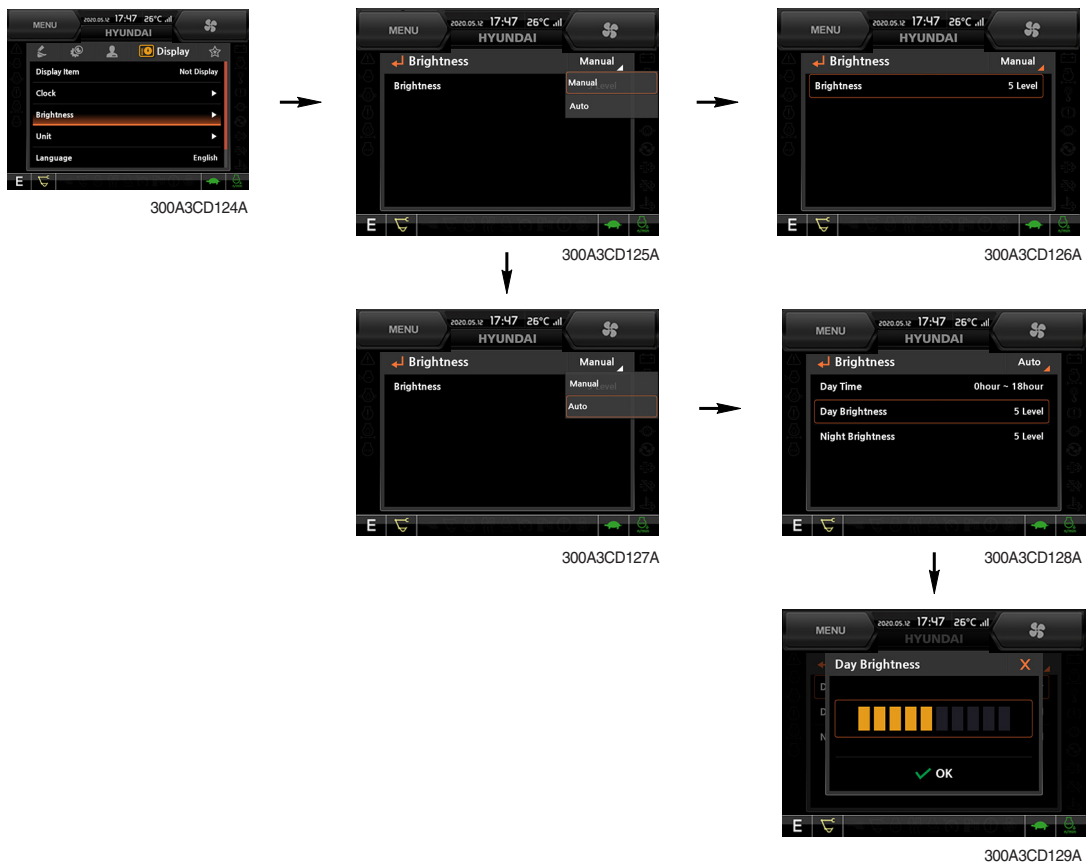 MENU
2020.05.12 17:47 26°C
HYUNDAI
Display
Display Item Not Display
Clock
Brightness
Unit
Language English
E
300A3CD124A
MENU
2020.05.12 17:47 26°C
HYUNDAI
Brightness Manual
Brightness Level
Manual
Auto
E
300A3CD125A
MENU
2020.05.12 17:47 26°C
HYUNDAI
Brightness Manual
Brightness 5 Level
E
300A3CD126A
MENU
2020.05.12 17:47 26°C
HYUNDAI
Brightness Manual
Brightness
Manual
Auto
E
300A3CD127A
MENU
2020.05.12 17:47 26°C
HYUNDAI
Brightness Auto
Day Time 0hour ~ 18hour
Day Brightness 5 Level
Night Brightness 5 Level
E
300A3CD128A
MENU
2020.05.12 17:47 26°C
HYUNDAI
Day Brightness X
D
D
N
OK
E
300A3CD129A